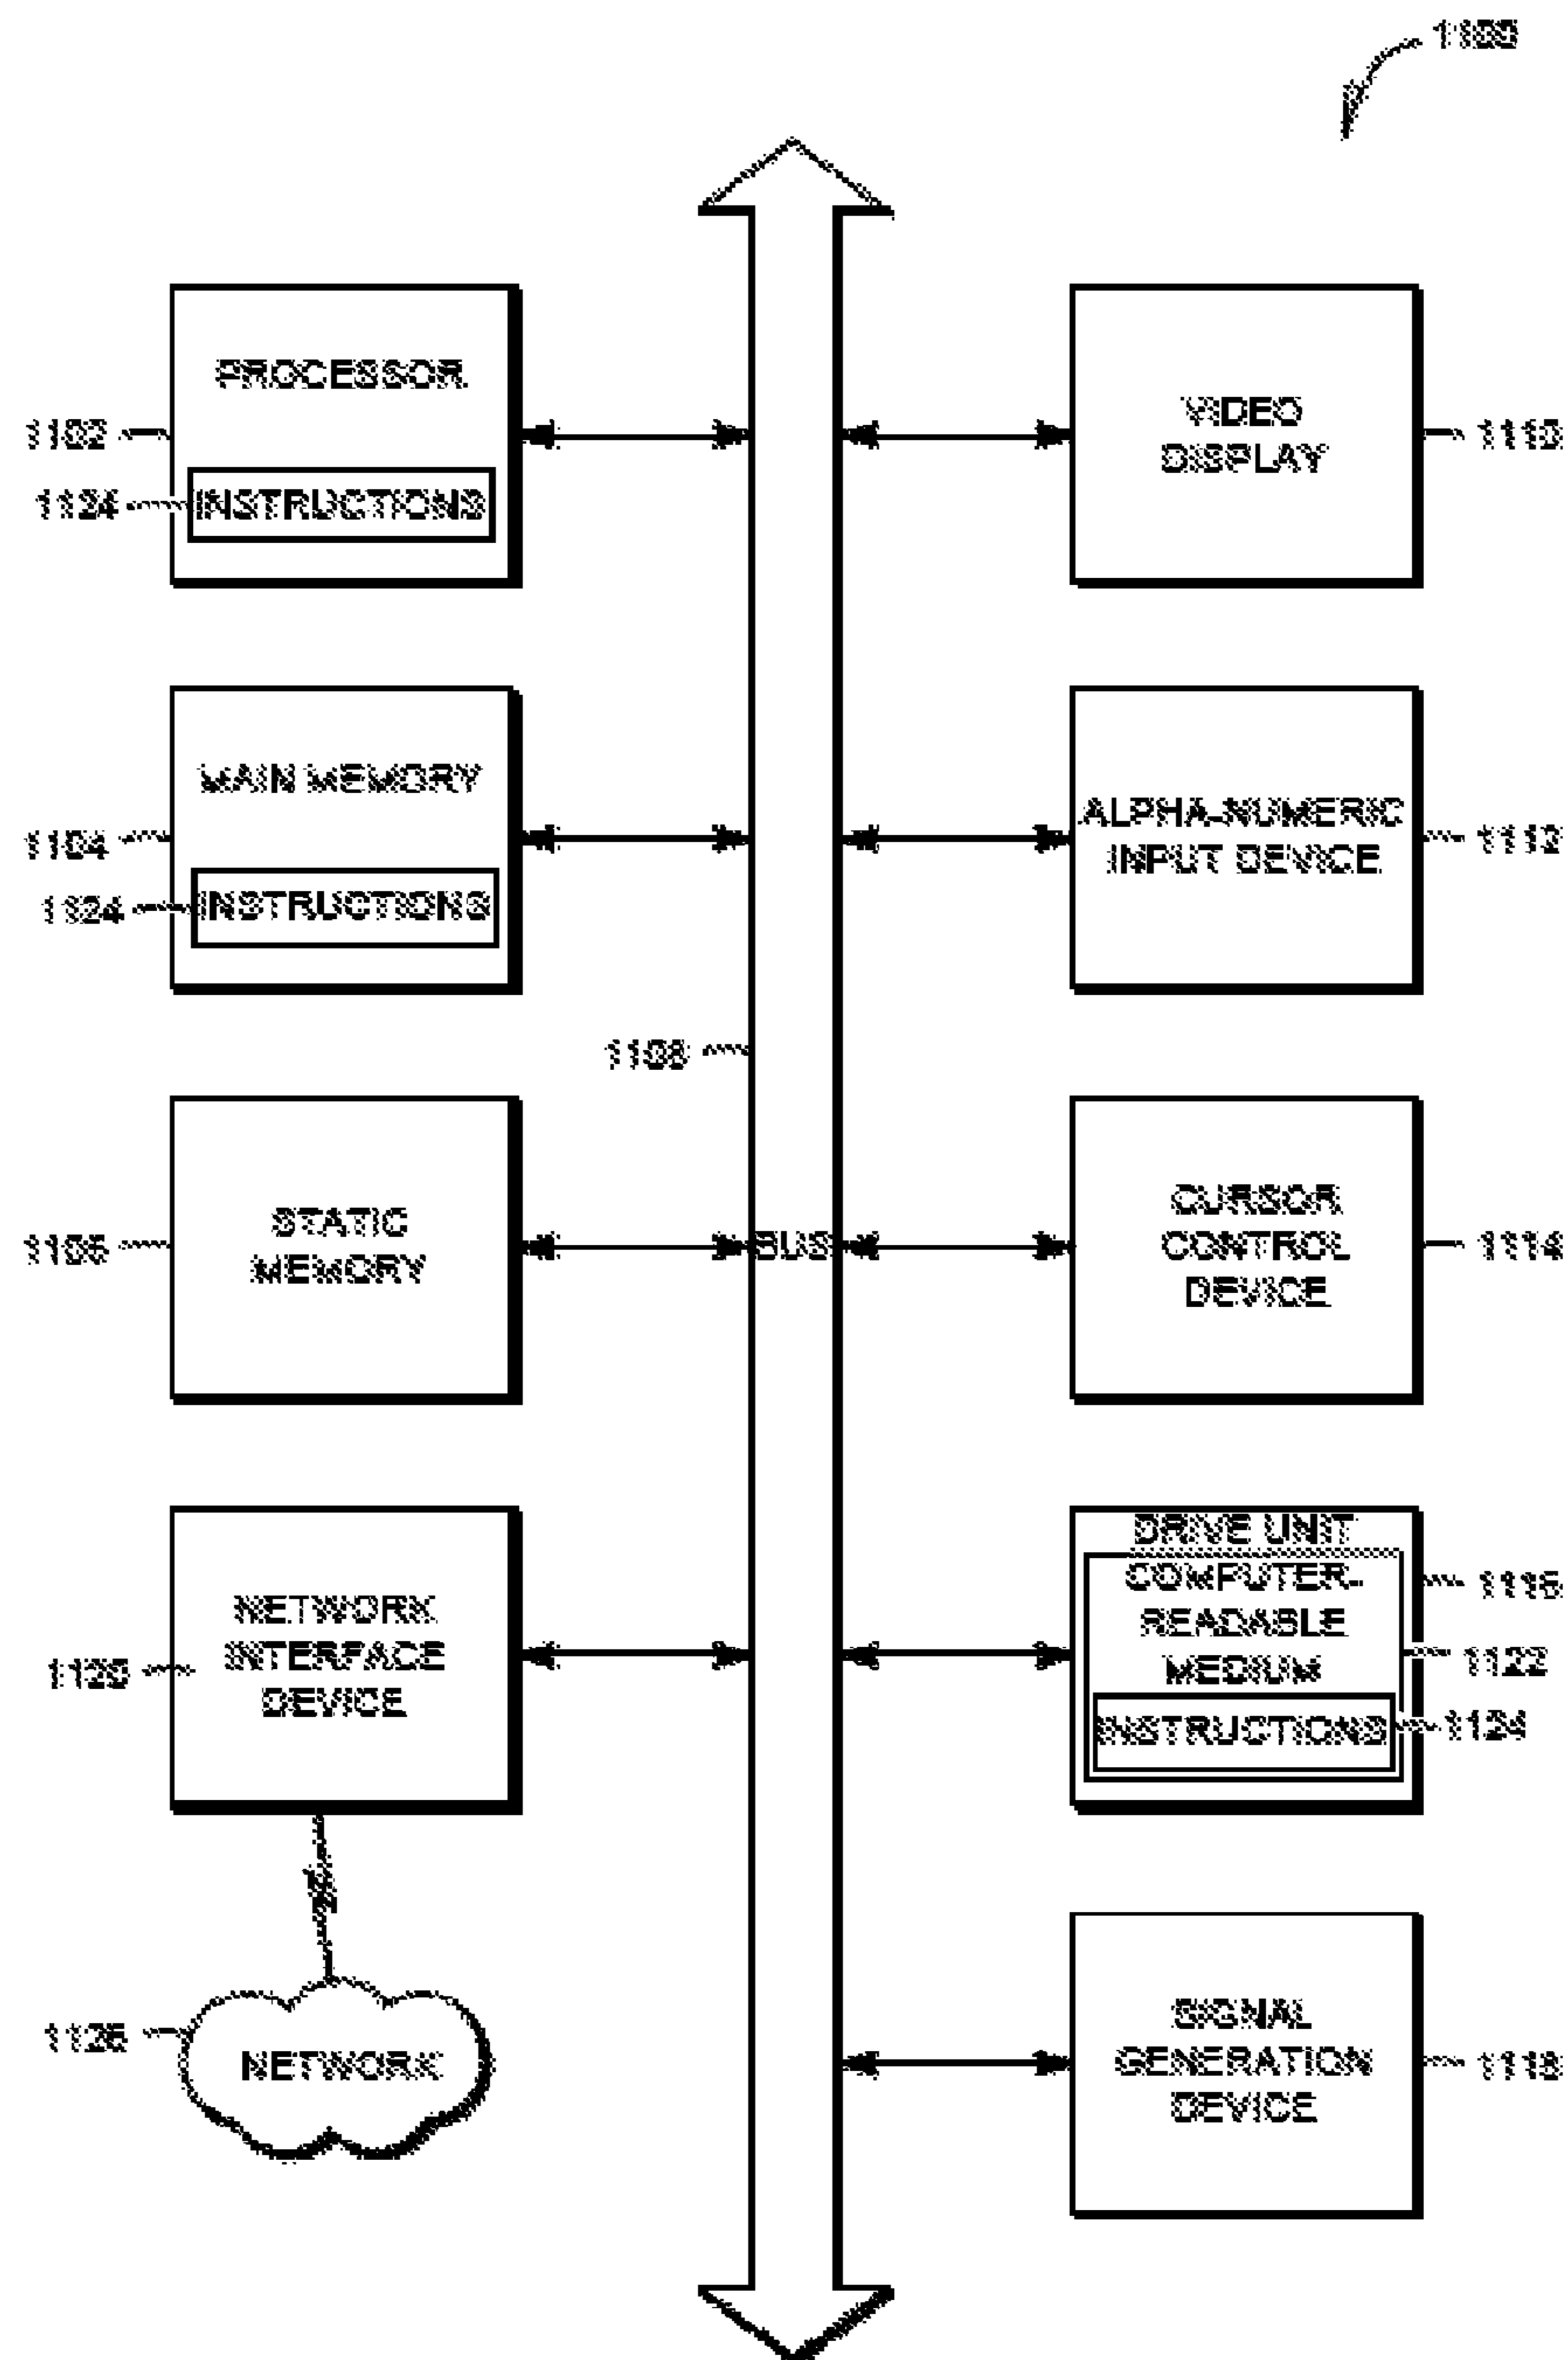 PROCESSOR
1102
1124
INSTRUCTIONS
VIDEO
DISPLAY
1110
MAIN MEMORY
1104
1124
INSTRUCTIONS
ALPHA-NUMERIC
INPUT DEVICE
1112
1108
STATIC
MEMORY
1106
BUS
CURSOR
CONTROL
DEVICE
1114
NETWORK
INTERFACE
DEVICE
DRIVE UNIT
COMPUTER-
READABLE
MEDIUM
INSTRUCTIONS
1116
1122
1124
1126
NETWORK
SIGNAL
GENERATION
DEVICE
1118